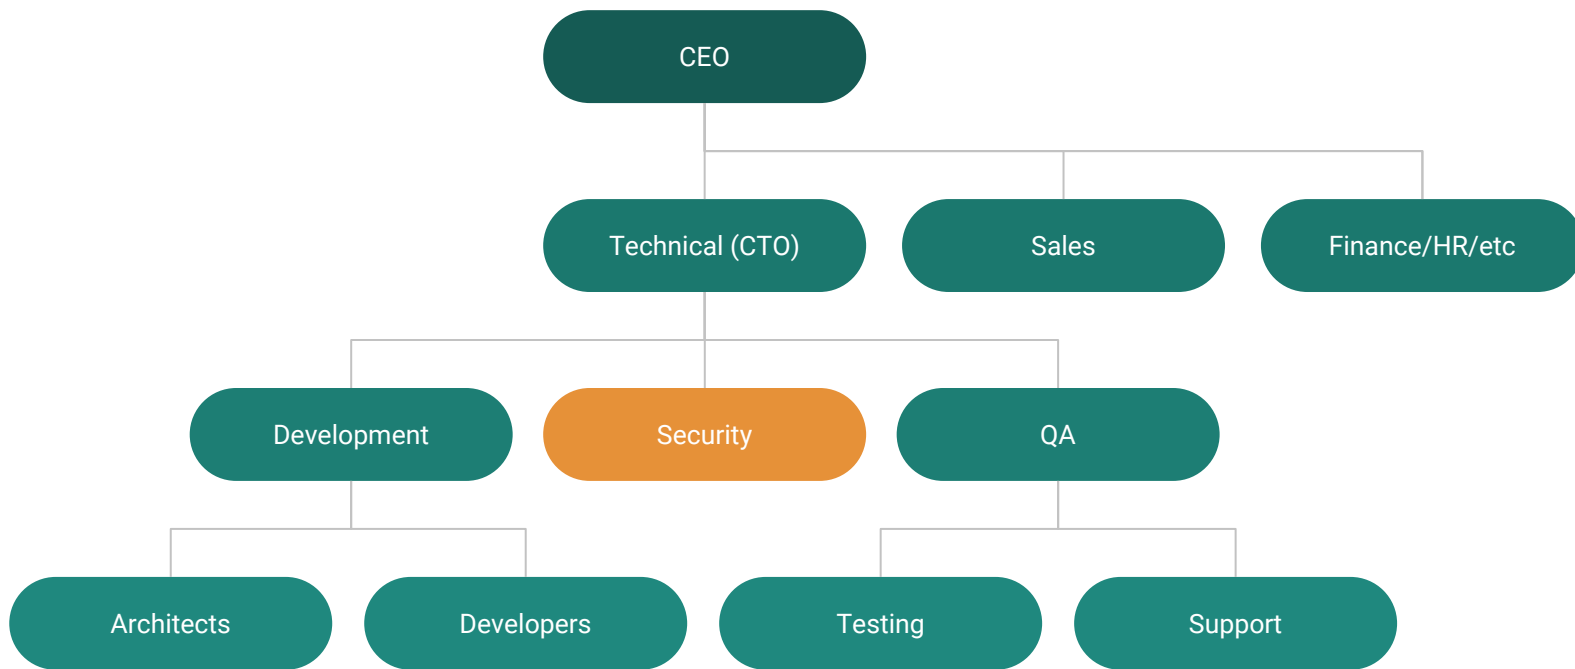 CEO
Technical (CTO)
Sales
Finance/HR/etc
Development
Security
QA
Architects
Developers
Testing
Support